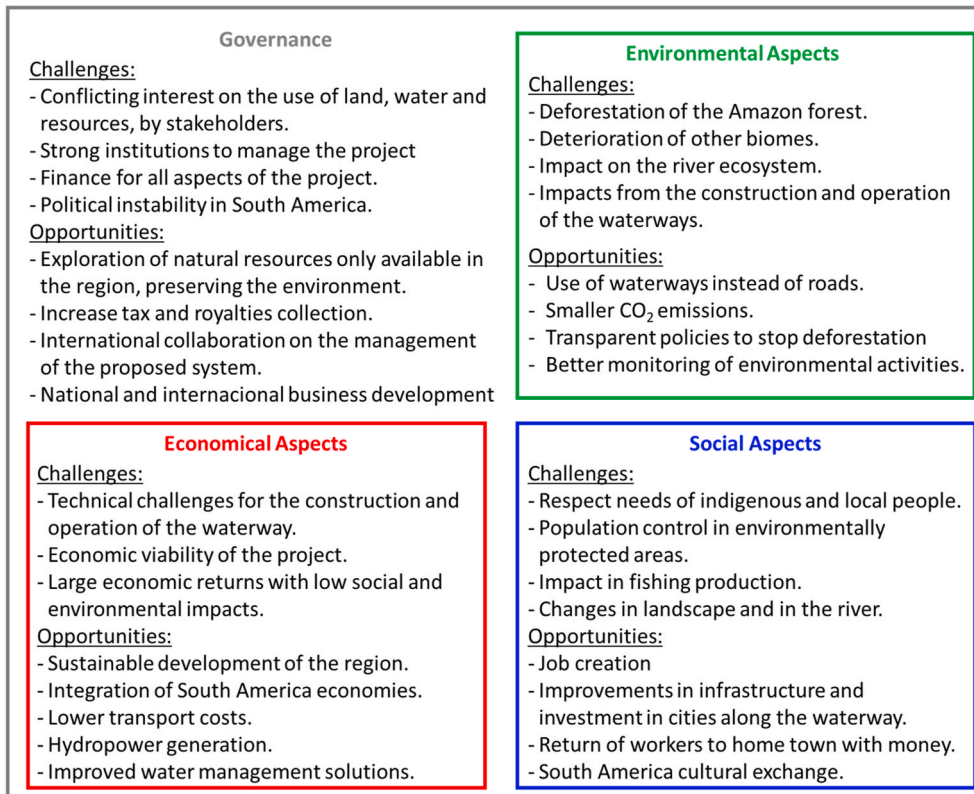 Governance
Challenges:
- Conflicting interest on the use of land, water and
resources, by stakeholders.
- Strong institutions to manage the project
- Finance for all aspects of the project.
- Political instability in South America.
Opportunities:
- Exploration of natural resources only available in
the region, preserving the environment.
- Increase tax and royalties collection.
- International collaboration on the management
of the proposed system.
- National and internacional business development
Environmental Aspects
Challenges:
- Deforestation of the Amazon forest.
- Deterioration of other biomes.
- Impact on the river ecosystem.
- Impacts from the construction and operation
of the waterways.
Opportunities:
- Use of waterways instead of roads.
- Smaller CO₂ emissions.
- Transparent policies to stop deforestation
- Better monitoring of environmental activities.
Economical Aspects
Challenges:
- Technical challenges for the construction and
operation of the waterway.
- Economic viability of the project.
- Large economic returns with low social and
environmental impacts.
Opportunities:
- Sustainable development of the region.
- Integration of South America economies.
- Lower transport costs.
- Hydropower generation.
- Improved water management solutions.
Social Aspects
Challenges:
- Respect needs of indigenous and local people.
- Population control in environmentally
protected areas.
- Impact in fishing production.
- Changes in landscape and in the river.
Opportunities:
- Job creation
- Improvements in infrastructure and
investment in cities along the waterway.
- Return of workers to home town with money.
- South America cultural exchange.